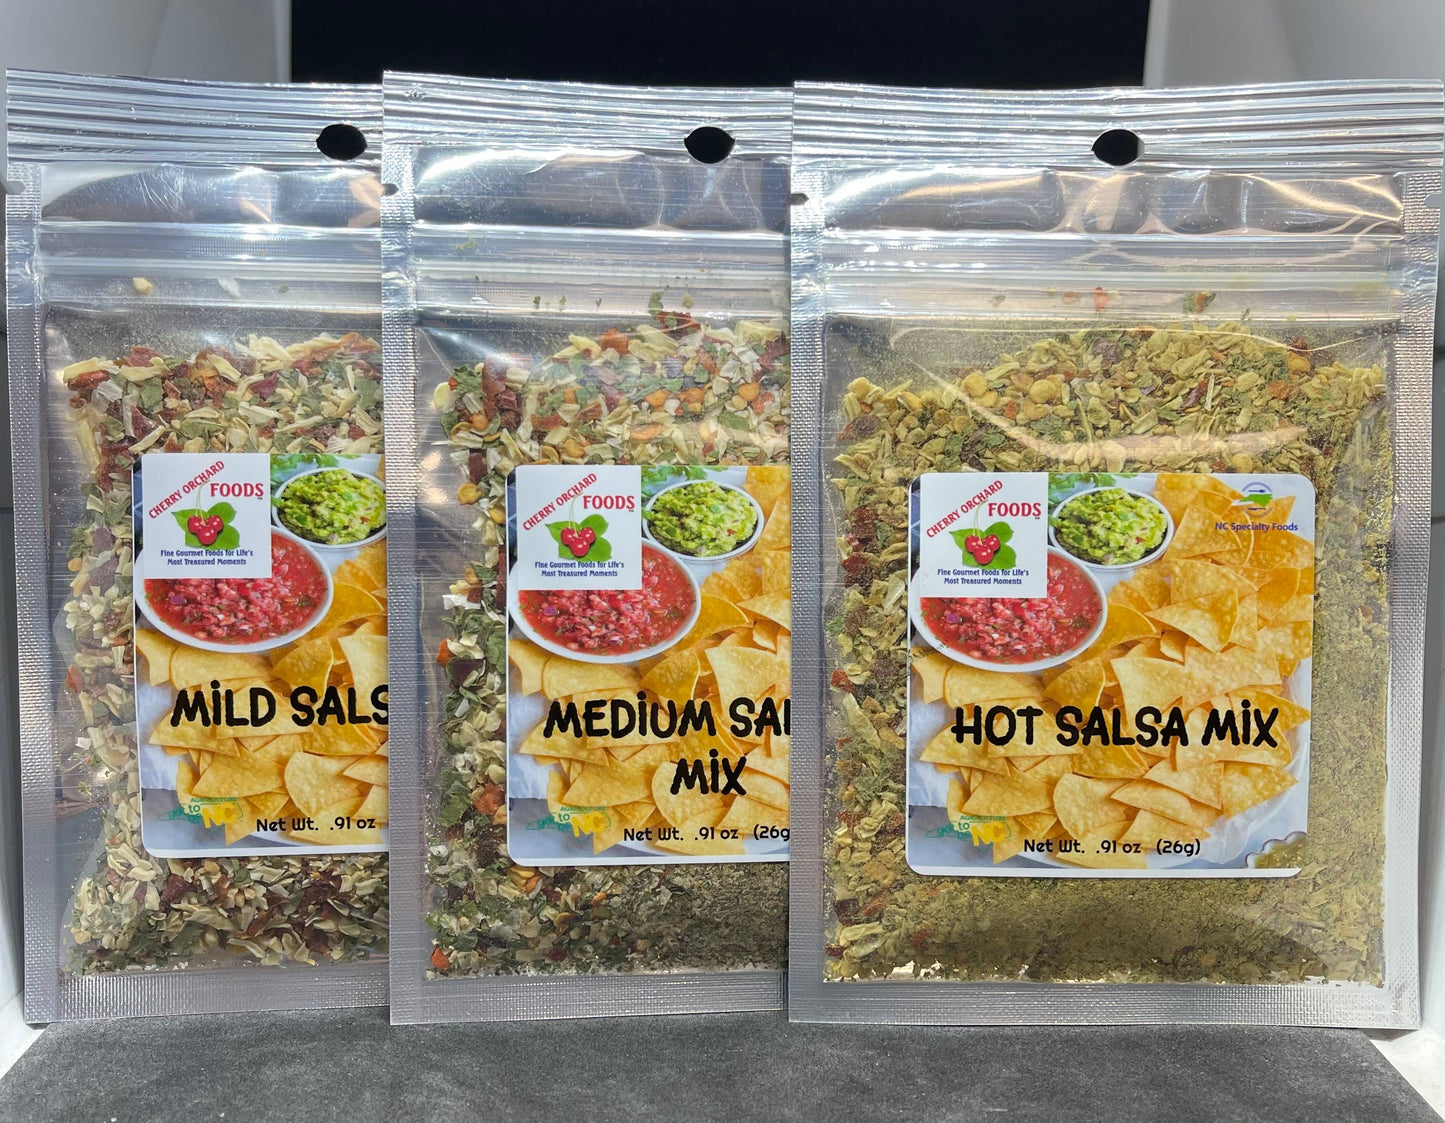 CHERRY ORCHARD
FOODS
Fine Gourmet Foods for Life's
Most Treasured Moments
MiLD SALS
Net Wt. .91 oz
CHERRY ORCHARD
FOODS
Fine Gourmet Foods for Life's
Most Treasured Moments
MEDiUM SAL
MiX
AGRICULTURE
Net Wt. .91 oz (26g
CHERRY ORCHARD
FOODS
Fine Gourmet Foods for Life's
Most Treasured Moments
NC Specialty Foods
HOT SALSA MiX
Net Wt. .91 oz (26g)